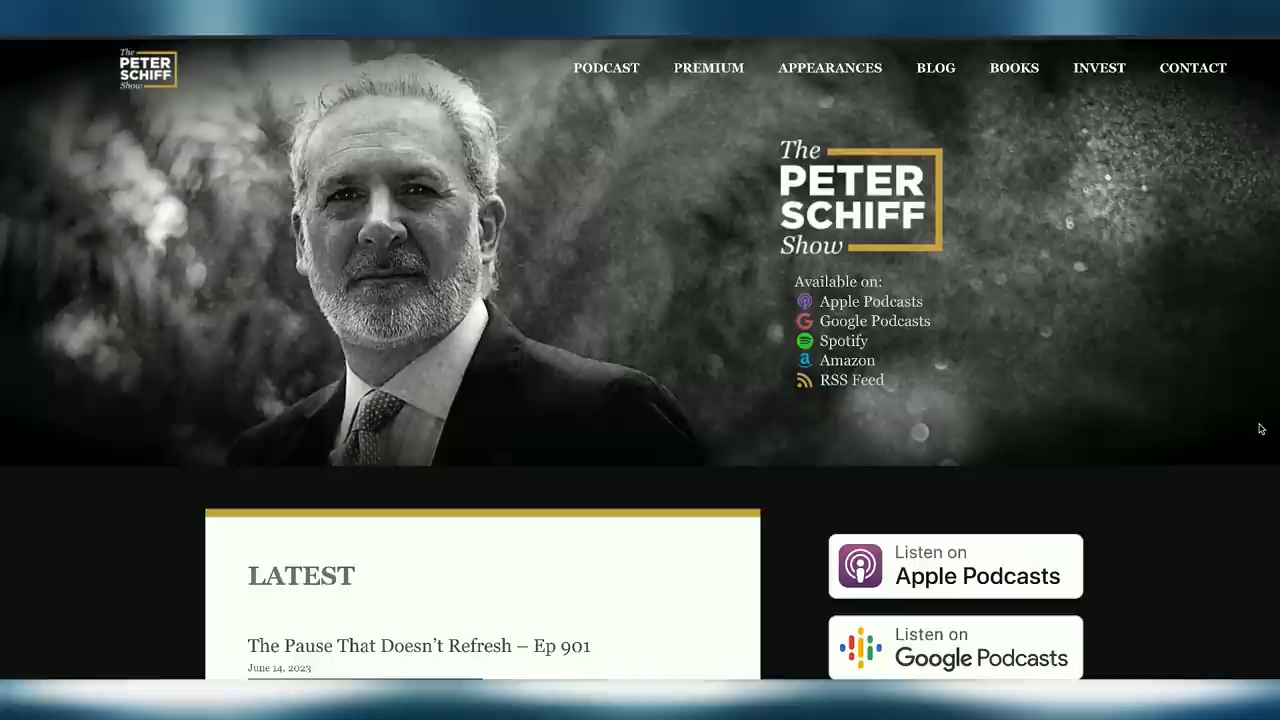 The
PETER
SCHIFF
Show
PODCAST PREMIUM APPEARANCES BLOG BOOKS INVEST CONTACT
The
PETER
SCHIFF
Show
Available on:
Apple Podcasts
Google Podcasts
Spotify
Amazon
RSS Feed
LATEST
The Pause That Doesn’t Refresh – Ep 901
June 14, 2023
Listen on
Apple Podcasts
Listen on
Google Podcasts